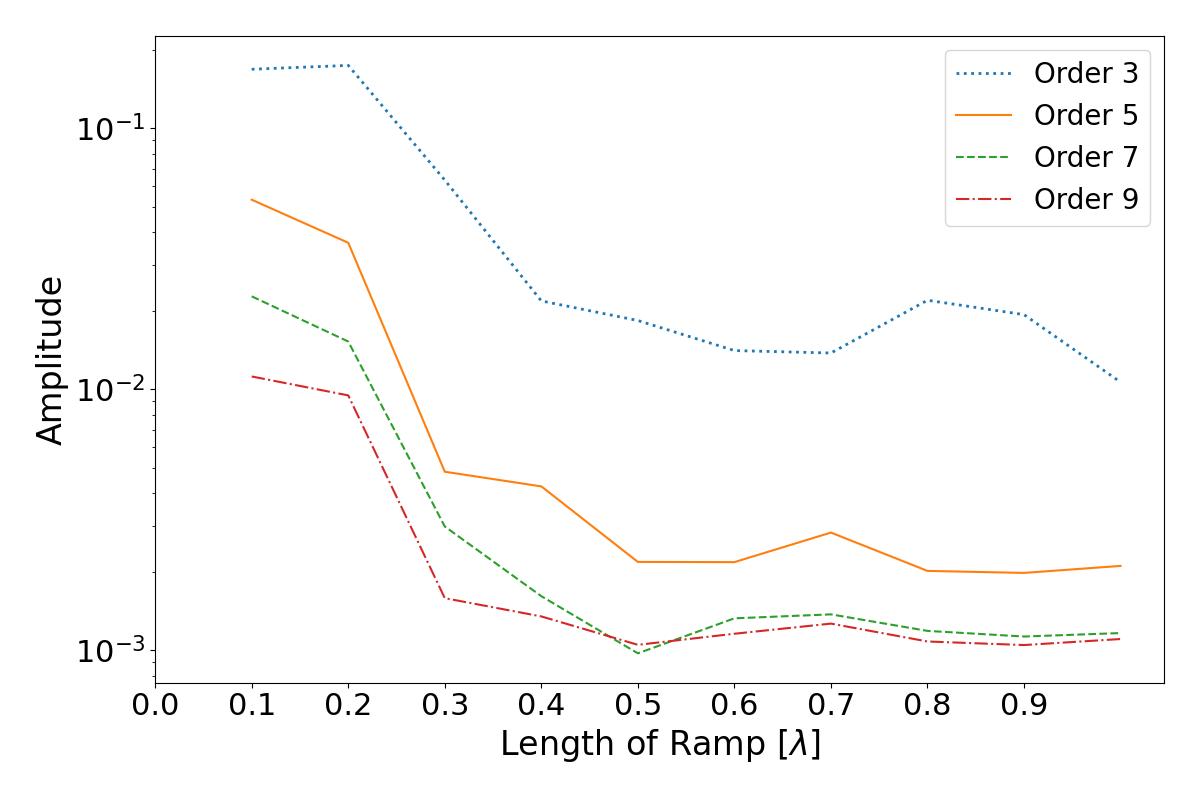 Order 3
Order 5
Order 7
Order 9
Amplitude
10⁻¹
10⁻²
10⁻³
0.0 0.1 0.2 0.3 0.4 0.5 0.6 0.7 0.8 0.9
Length of Ramp [λ]